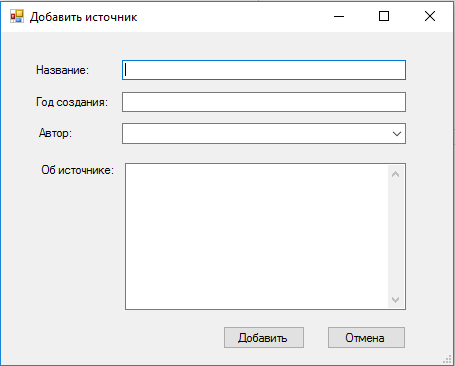 Добавить источник
Название:
Год создания:
Автор:
Об источнике:
Добавить
Отмена